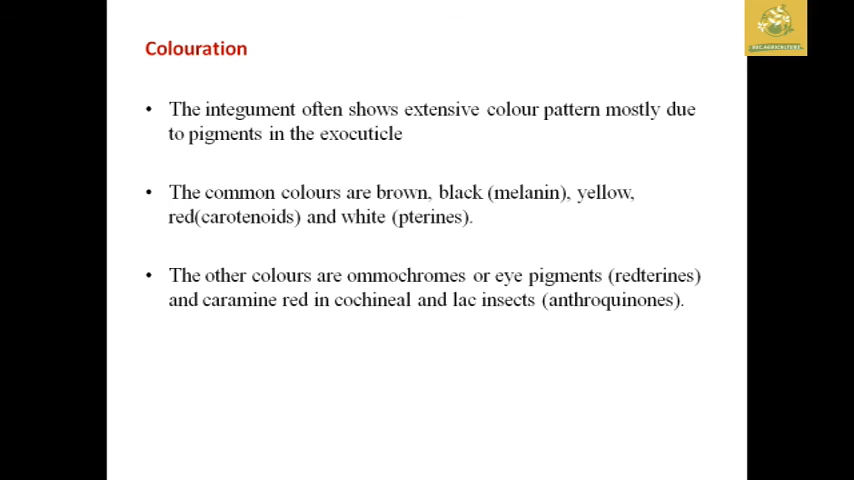 Colouration
• The integument often shows extensive colour pattern mostly due
to pigments in the exocuticle
• The common colours are brown, black (melanin), yellow,
red(carotenoids) and white (pterines).
• The other colours are ommochromes or eye pigments (redterines)
and caramine red in cochineal and lac insects (anthroquinones).